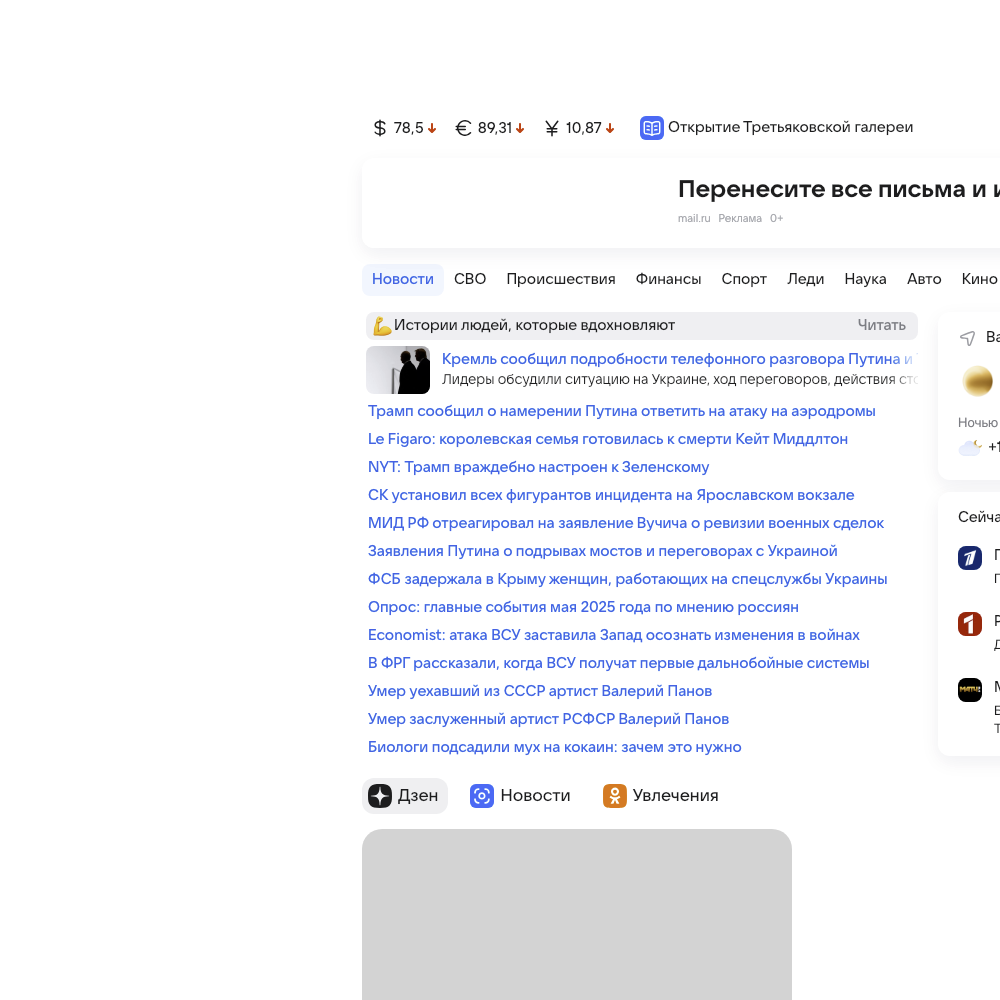 $ 78,5 € 89,31 ¥ 10,87 Открытие Третьяковской галереи
Перенесите все письма и
mail.ru Реклама 0+
Новости СВО Происшествия Финансы Спорт Леди Наука Авто Кино
Истории людей, которые вдохновляют Читать
Кремль сообщил подробности телефонного разговора Путина и
Лидеры обсудили ситуацию на Украине, ход переговоров, действия
Трамп сообщил о намерении Путина ответить на атаку на аэродромы
Le Figaro: королевская семья готовилась к смерти Кейт Миддлтон
NYT: Трамп враждебно настроен к Зеленскому
СК установил всех фигурантов инцидента на Ярославском вокзале
МИД РФ отреагировал на заявление Вучича о ревизии военных сделок
Заявления Путина о подрывах мостов и переговорах с Украиной
ФСБ задержала в Крыму женщин, работающих на спецслужбы Украины
Опрос: главные события мая 2025 года по мнению россиян
Economist: атака ВСУ заставила Запад осознать изменения в войнах
В ФРГ рассказали, когда ВСУ получат первые дальнобойные системы
Умер уехавший из СССР артист Валерий Панов
Умер заслуженный артист РСФСР Валерий Панов
Биологи подсадили мух на кокаин: зачем это нужно
Ночью
Дзен Новости Увлечения